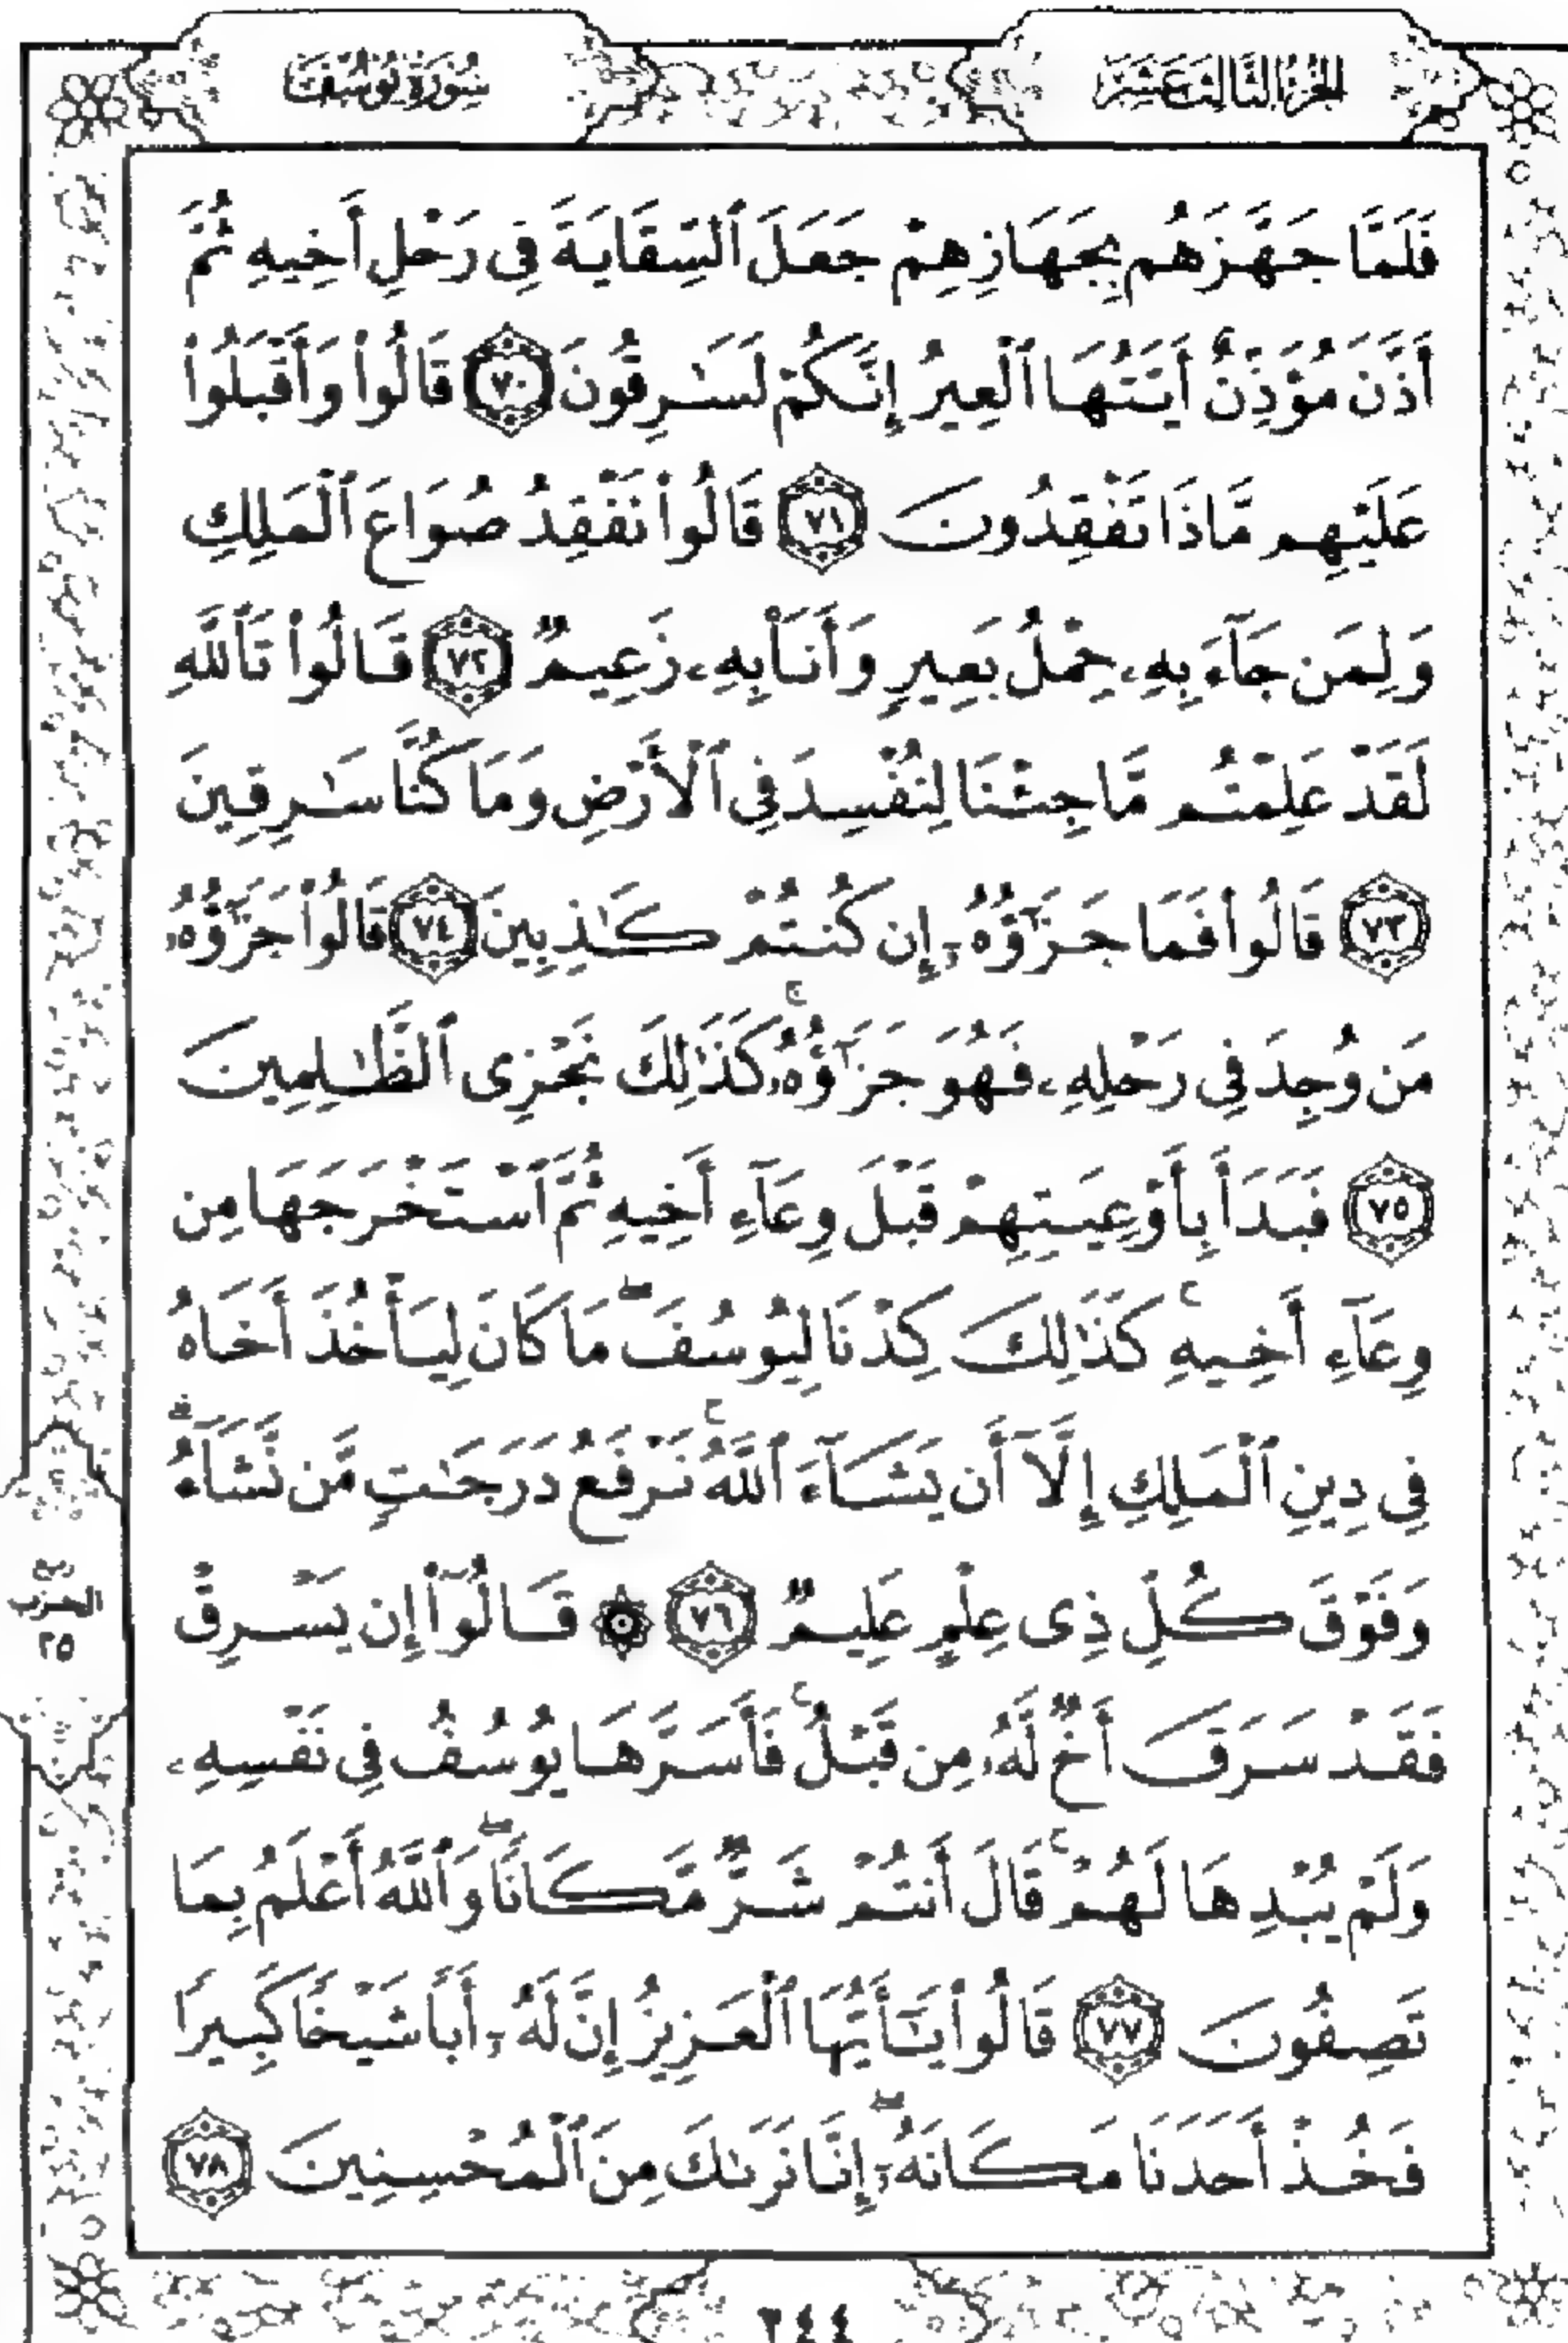 الجزء الثالث عشر
سورة يوسف
فَلَمَّا جَهَّزَهُم بِجَهَازِهِمْ جَعَلَ ٱلسِّقَايَةَ فِى رَحْلِ أَخِيهِ ثُمَّ
أَذَّنَ مُؤَذِّنٌ أَيَّتُهَا ٱلْعِيرُ إِنَّكُمْ لَسَـٰرِقُونَ ٧٠ قَالُوا۟ وَأَقْبَلُوا۟
عَلَيْهِم مَّاذَا تَفْقِدُونَ ٧١ قَالُوا۟ نَفْقِدُ صُوَاعَ ٱلْمَلِكِ
وَلِمَن جَآءَ بِهِۦ حِمْلُ بَعِيرٍ وَأَنَا۠ بِهِۦ زَعِيمٌ ٧٢ قَالُوا۟ تَٱللَّهِ
لَقَدْ عَلِمْتُم مَّا جِئْنَا لِنُفْسِدَ فِى ٱلْأَرْضِ وَمَا كُنَّا سَـٰرِقِينَ
٧٣ قَالُوا۟ فَمَا جَزَٰٓؤُهُۥٓ إِن كُنتُمْ كَـٰذِبِينَ ٧٤ قَالُوا۟ جَزَٰٓؤُهُۥ
مَن وُجِدَ فِى رَحْلِهِۦ فَهُوَ جَزَٰٓؤُهُۥ ۚ كَذَٰلِكَ نَجْزِى ٱلظَّـٰلِمِينَ
٧٥ فَبَدَأَ بِأَوْعِيَتِهِمْ قَبْلَ وِعَآءِ أَخِيهِ ثُمَّ ٱسْتَخْرَجَهَا مِن
وِعَآءِ أَخِيهِ ۚ كَذَٰلِكَ كِدْنَا لِيُوسُفَ ۖ مَا كَانَ لِيَأْخُذَ أَخَاهُ
فِى دِينِ ٱلْمَلِكِ إِلَّآ أَن يَشَآءَ ٱللَّهُ ۚ نَرْفَعُ دَرَجَـٰتٍ مَّن نَّشَآءُ ۗ
وَفَوْقَ كُلِّ ذِى عِلْمٍ عَلِيمٌ ٧٦ ۞ قَالُوٓا۟ إِن يَسْرِقْ
فَقَدْ سَرَقَ أَخٌ لَّهُۥ مِن قَبْلُ ۚ فَأَسَرَّهَا يُوسُفُ فِى نَفْسِهِۦ
وَلَمْ يُبْدِهَا لَهُمْ ۚ قَالَ أَنتُمْ شَرٌّ مَّكَانًا ۖ وَٱللَّهُ أَعْلَمُ بِمَا
تَصِفُونَ ٧٧ قَالُوا۟ يَـٰٓأَيُّهَا ٱلْعَزِيزُ إِنَّ لَهُۥٓ أَبًا شَيْخًا كَبِيرًا
فَخُذْ أَحَدَنَا مَكَانَهُۥٓ ۖ إِنَّا نَرَىٰكَ مِنَ ٱلْمُحْسِنِينَ ٧٨
الحزب
٢٥
٢٤٤